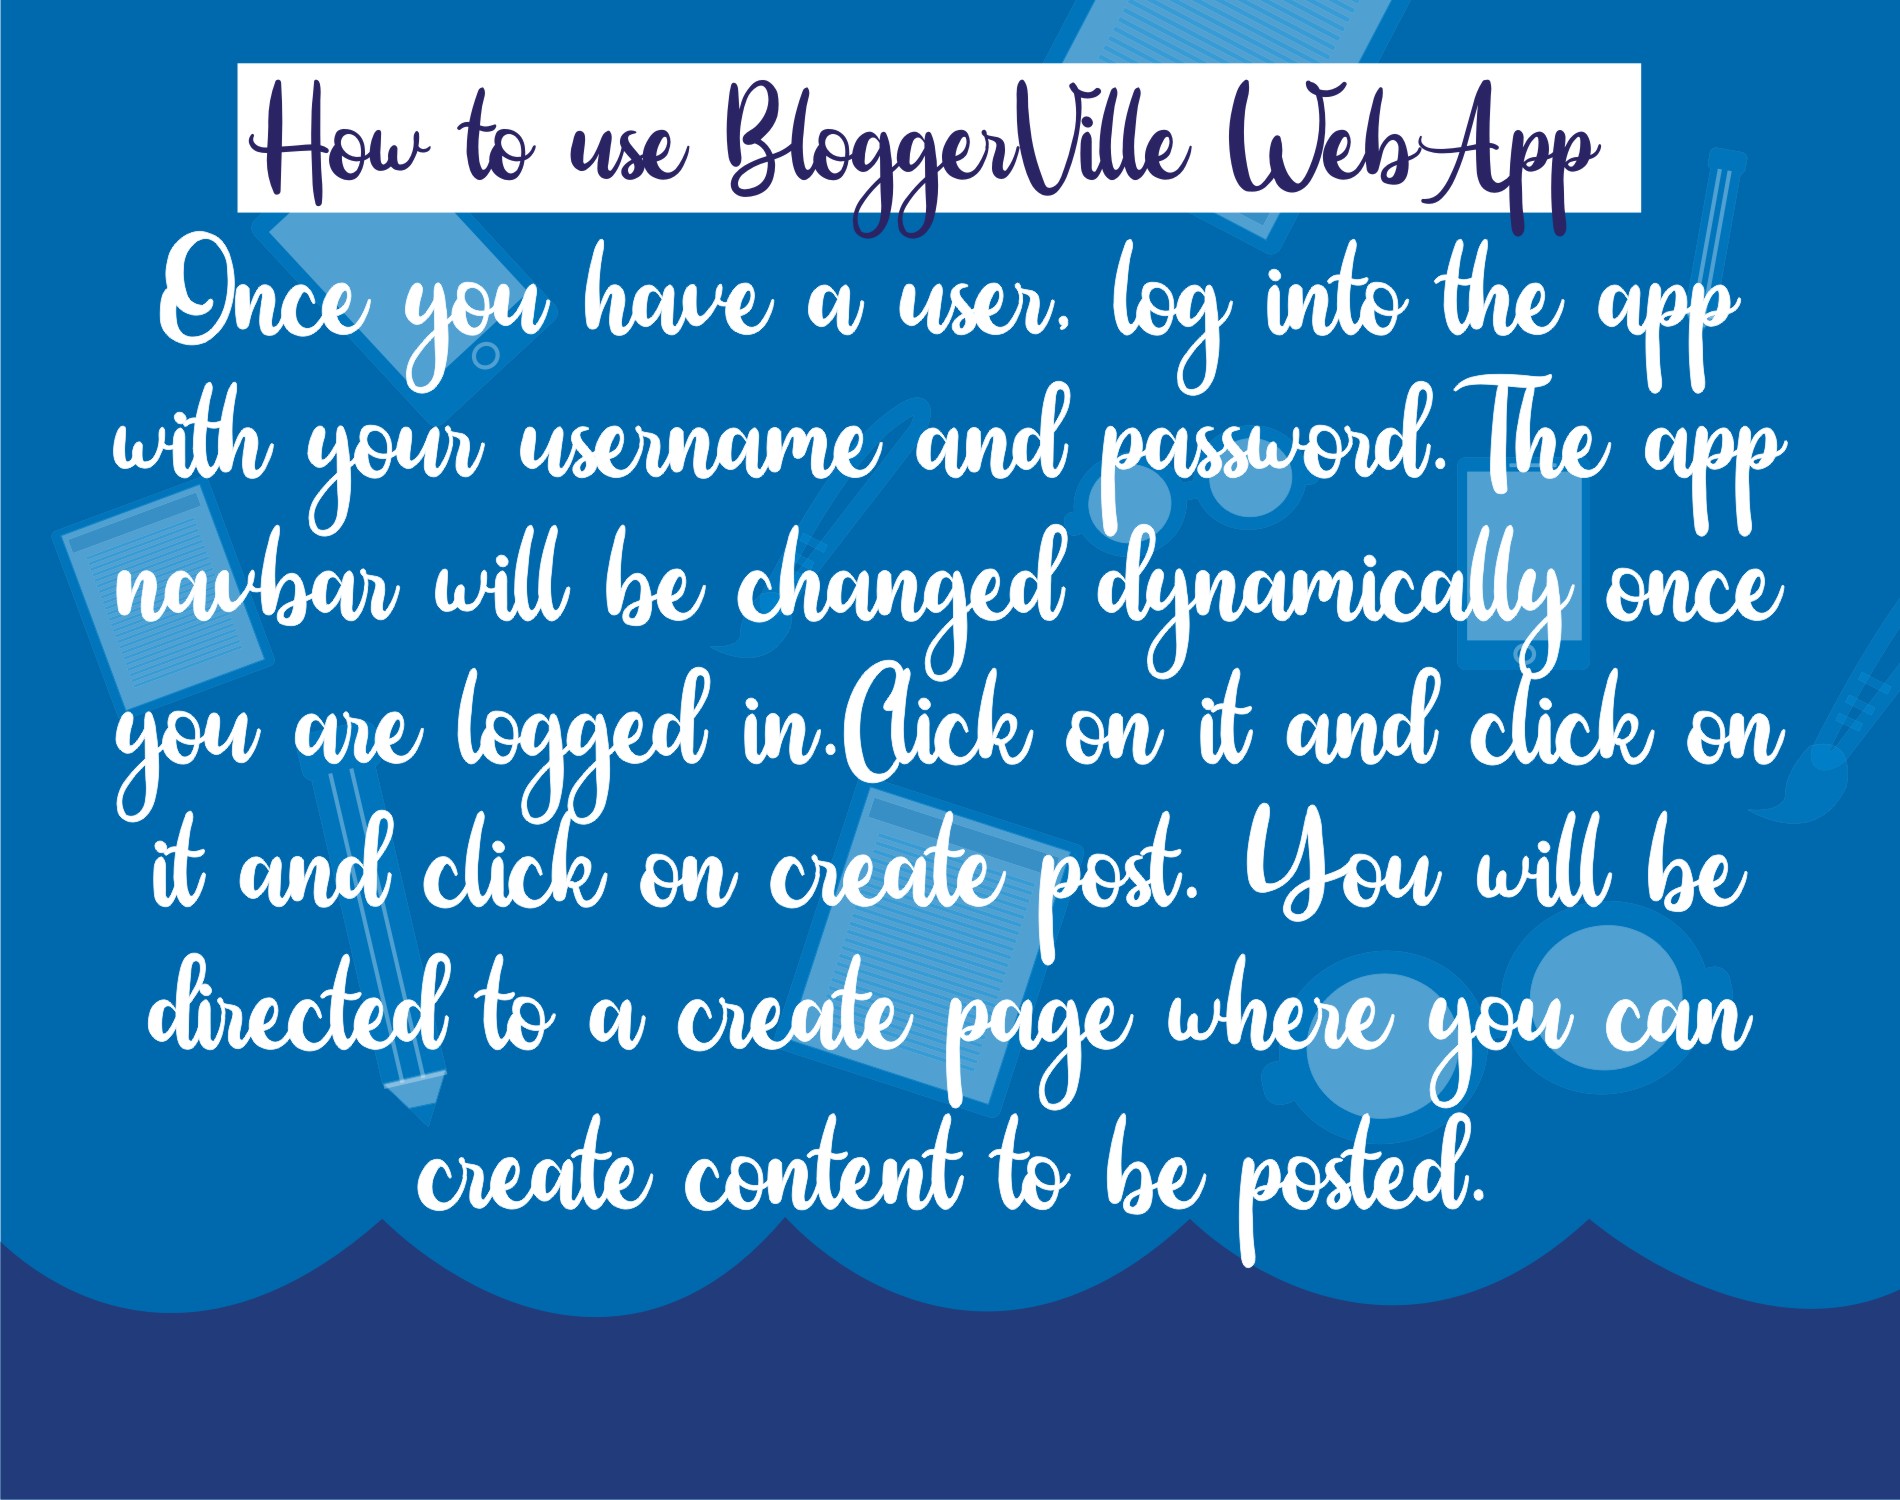 How to use BloggerVille WebApp
Once you have a user, log into the app
with your username and password. The app
navbar will be changed dynamically once
you are logged in.Click on it and click on
it and click on create post. You will be
directed to a create page where you can
create content to be posted.